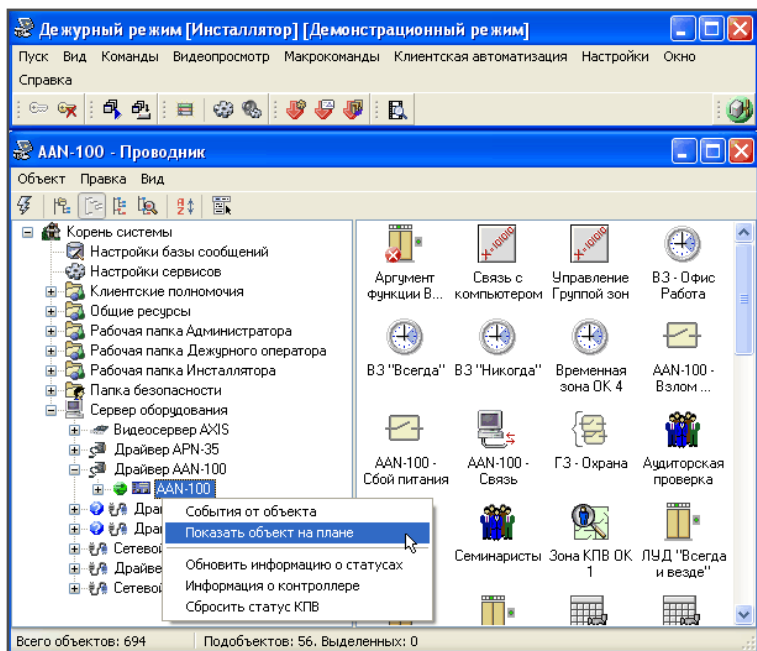 Дежурный режим [Инсталлятор] [Демонстрационный режим]
Пуск Вид Команды Видеопросмотр Макрокоманды Клиентская автоматизация Настройки Окно
Справка
AAN-100 - Проводник
Объект Правка Вид
Корень системы
Настройки базы сообщений
Настройки сервисов
Клиентские полномочия
Общие ресурсы
Рабочая папка Администратора
Рабочая папка Дежурного оператора
Рабочая папка Инсталлятора
Папка безопасности
Сервер оборудования
Видеосервер AXIS
Драйвер APN-35
Драйвер AAN-100
AAN-100
Дра
Дра
Сетевой
Драйве
Сетевой
События от объекта
Показать объект на плане
Обновить информацию о статусах
Информация о контроллере
Сбросить статус КПВ
Аргумент
функции В...
Связь с
компьютером
Управление
Группой зон
ВЗ - Офис
Работа
ВЗ "Всегда"
ВЗ "Никогда"
Временная
зона ОК 4
AAN-100 -
Взлом ...
AAN-100 -
Сбой питания
AAN-100 -
Связь
ГЗ - Охрана
Аудиторская
проверка
Семинаристы
Зона КПВ ОК
1
ЛУД "Всегда
и везде"
Всего объектов: 694 Подобъектов: 56. Выделенных: 0